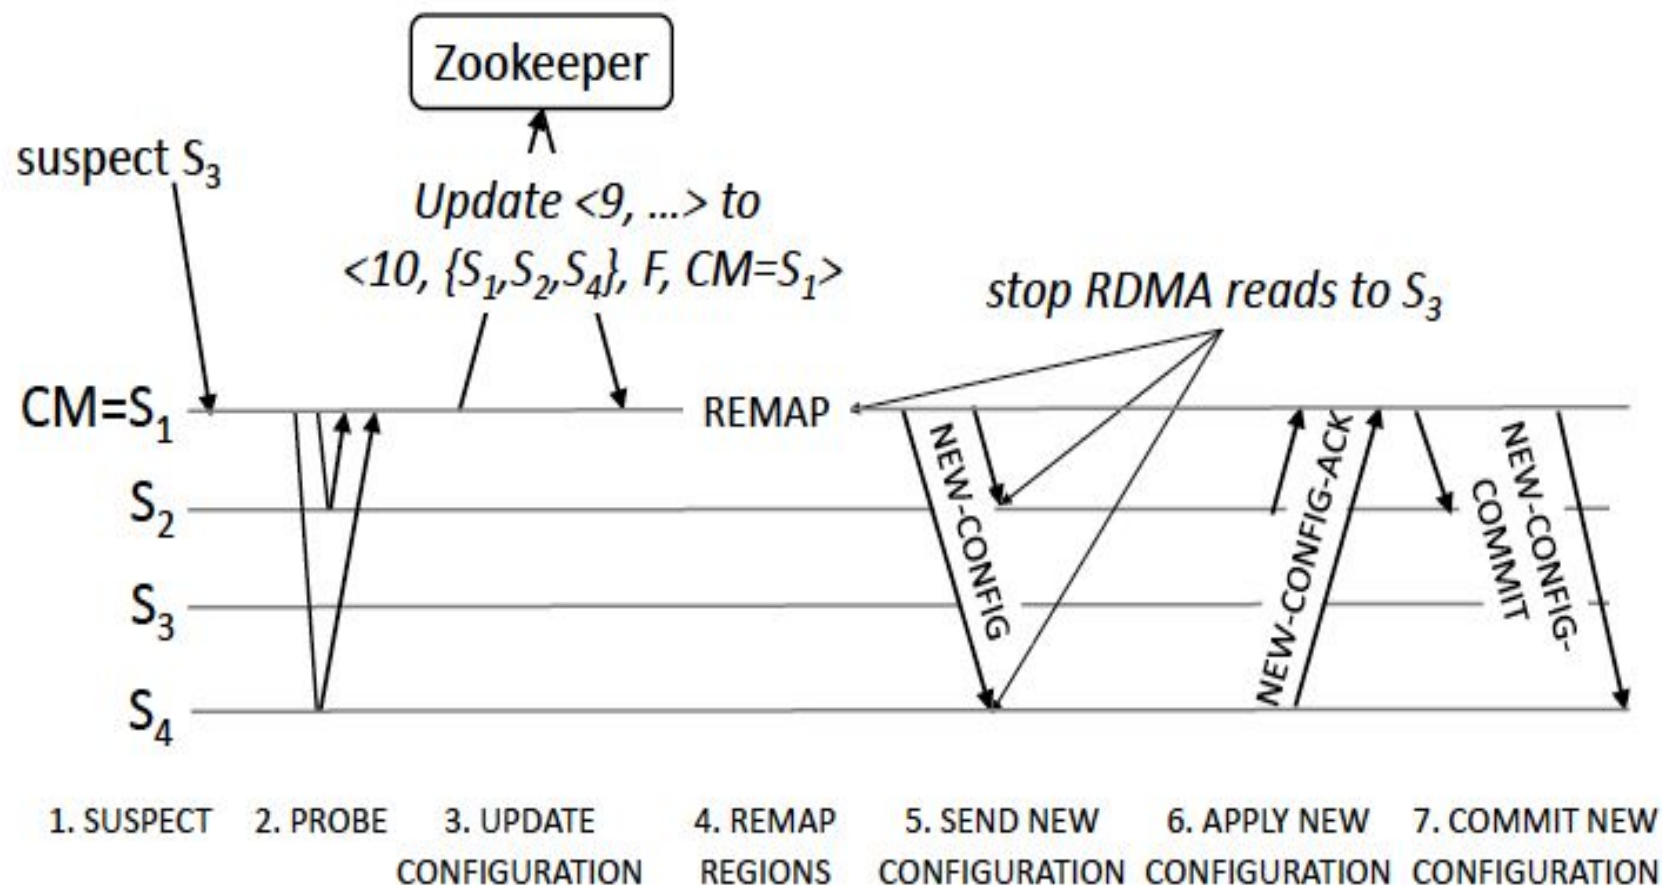 Zookeeper
suspect S₃
Update <9, ...> to
<10, {S₁,S₂,S₄}, F, CM=S₁>
stop RDMA reads to S₃
CM=S₁
REMAP
S₂
S₃
S₄
NEW-CONFIG
NEW-CONFIG-ACK
NEW-CONFIG-
COMMIT
1. SUSPECT
2. PROBE
3. UPDATE
CONFIGURATION
4. REMAP
REGIONS
5. SEND NEW
CONFIGURATION
6. APPLY NEW
CONFIGURATION
7. COMMIT NEW
CONFIGURATION